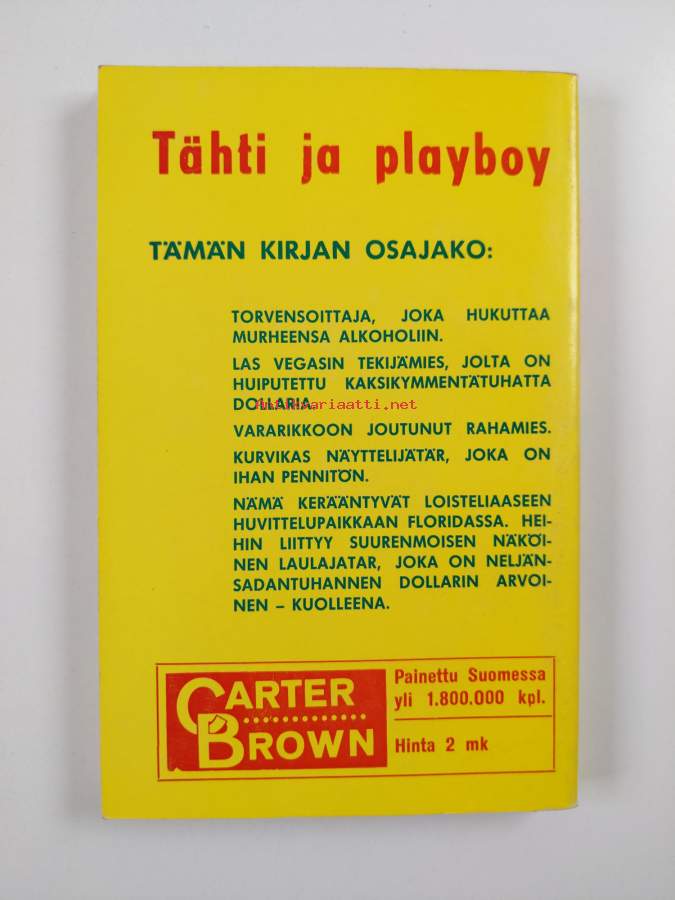 Tähti ja playboy
TÄMÄN KIRJAN OSAJAKO:
TORVENSOITTAJA, JOKA HUKUTTAA
MURHEENSA ALKOHOLIIN.
LAS VEGASIN TEKIJÄMIES, JOLTA ON
HUIPUTETTU KAKSIKYMMENTÄTUHATTA
DOLLARIA.
antikvariaatti.net
VARARIKKOON JOUTUNUT RAHAMIES.
KURVIKAS NÄYTTELIJÄTÄR, JOKA ON
IHAN PENNITÖN.
NÄMÄ KERÄÄNTYVÄT LOISTELIAASEEN
HUVITTELUPAIKKAAN FLORIDASSA. HEI-
HIN LIITTYY SUURENMOISEN NÄKÖI-
NEN LAULAJATAR, JOKA ON NELJÄN-
SADANTUHANNEN DOLLARIN ARVOI-
NEN – KUOLLEENA.
CARTER
BROWN
Painettu Suomessa
yli 1.800.000 kpl.
Hinta 2 mk